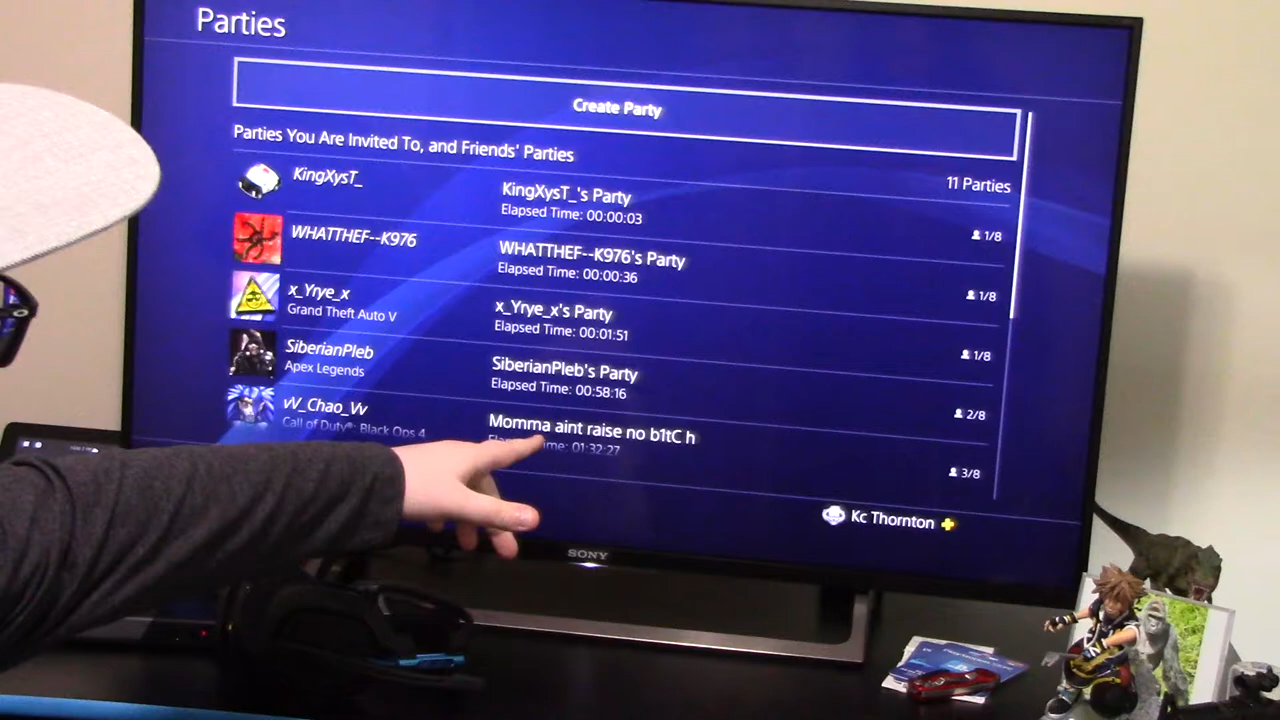 Parties
Create Party
Parties You Are Invited To, and Friends' Parties
11 Parties
KingXysT_
KingXysT_'s Party
Elapsed Time: 00:00:03
1/8
WHATTHEF--K976
WHATTHEF--K976's Party
Elapsed Time: 00:00:36
1/8
x_Yrye_x
Grand Theft Auto V
x_Yrye_x's Party
Elapsed Time: 00:01:51
1/8
SiberianPleb
Apex Legends
SiberianPleb's Party
Elapsed Time: 00:58:16
2/8
vV_Chao_Vv
Call of Duty®: Black Ops 4
Momma aint raise no b1tC h
Time: 01:32:27
3/8
Kc Thornton
SONY